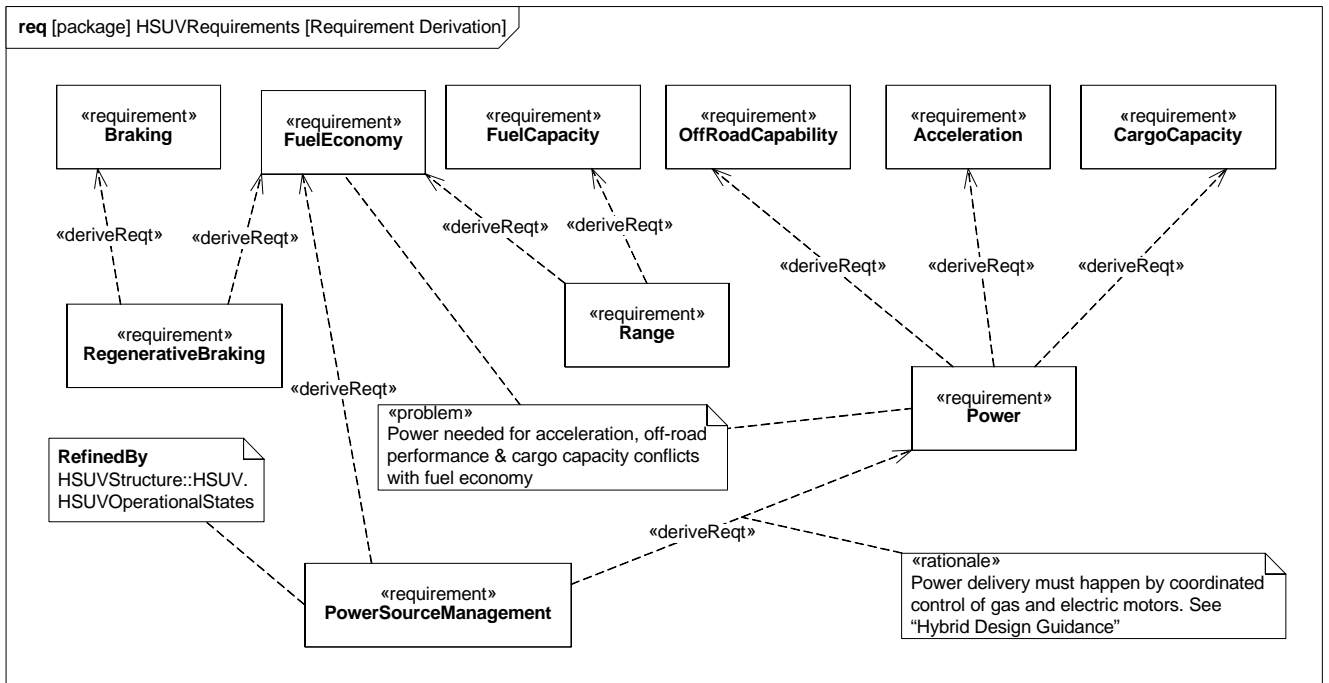 req [package] HSUVRequirements [Requirement Derivation]
«requirement»
Braking
«requirement»
FuelEconomy
«requirement»
FuelCapacity
«requirement»
OffRoadCapability
«requirement»
Acceleration
«requirement»
CargoCapacity
«deriveReqt»
«deriveReqt»
«deriveReqt»
«deriveReqt»
«deriveReqt»
«deriveReqt»
«deriveReqt»
«requirement»
RegenerativeBraking
«requirement»
Range
«deriveReqt»
«requirement»
Power
«problem»
Power needed for acceleration, off-road
performance & cargo capacity conflicts
with fuel economy
RefinedBy
HSUVStructure::HSUV.
HSUVOperationalStates
«deriveReqt»
«requirement»
PowerSourceManagement
«rationale»
Power delivery must happen by coordinated
control of gas and electric motors. See
“Hybrid Design Guidance”